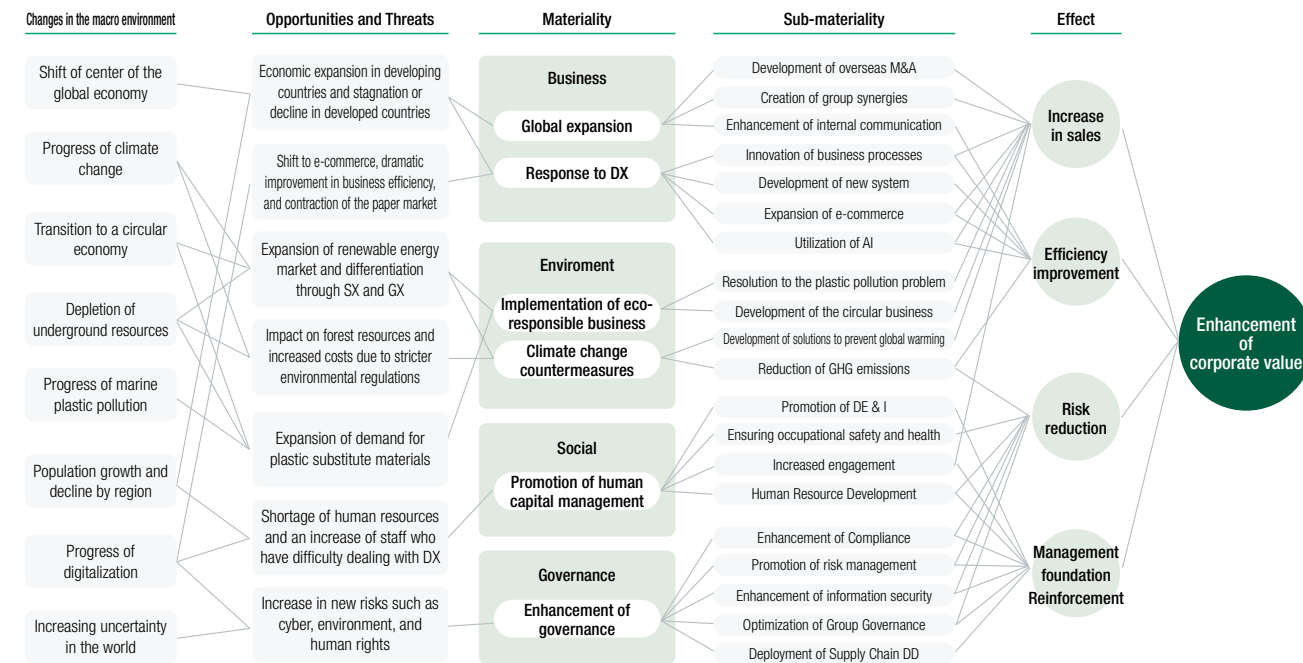 Changes in the macro environment
Shift of center of the
global economy
Progress of climate
change
Transition to a circular
economy
Depletion of
underground resources
Progress of marine
plastic pollution
Population growth and
decline by region
Progress of
digitalization
Increasing uncertainty
in the world
Opportunities and Threats
Economic expansion in developing
countries and stagnation or
decline in developed countries
Shift to e-commerce, dramatic
improvement in business efficiency,
and contraction of the paper market
Expansion of renewable energy
market and differentiation
through SX and GX
Impact on forest resources and
increased costs due to stricter
environmental regulations
Expansion of demand for
plastic substitute materials
Shortage of human resources
and an increase of staff who
have difficulty dealing with DX
Increase in new risks such as
cyber, environment, and
human rights
Materiality
Business
Global expansion
Response to DX
Enviroment
Implementation of eco-
responsible business
Climate change
countermeasures
Social
Promotion of human
capital management
Governance
Enhancement of
governance
Sub-materiality
Development of overseas M&A
Creation of group synergies
Enhancement of internal communication
Innovation of business processes
Development of new system
Expansion of e-commerce
Utilization of AI
Resolution to the plastic pollution problem
Development of the circular business
Development of solutions to prevent global warming
Reduction of GHG emissions
Promotion of DE & I
Ensuring occupational safety and health
Increased engagement
Human Resource Development
Enhancement of Compliance
Promotion of risk management
Enhancement of information security
Optimization of Group Governance
Deployment of Supply Chain DD
Effect
Increase
in sales
Efficiency
improvement
Risk
reduction
Management
foundation
Reinforcement
Enhancement
of
corporate value